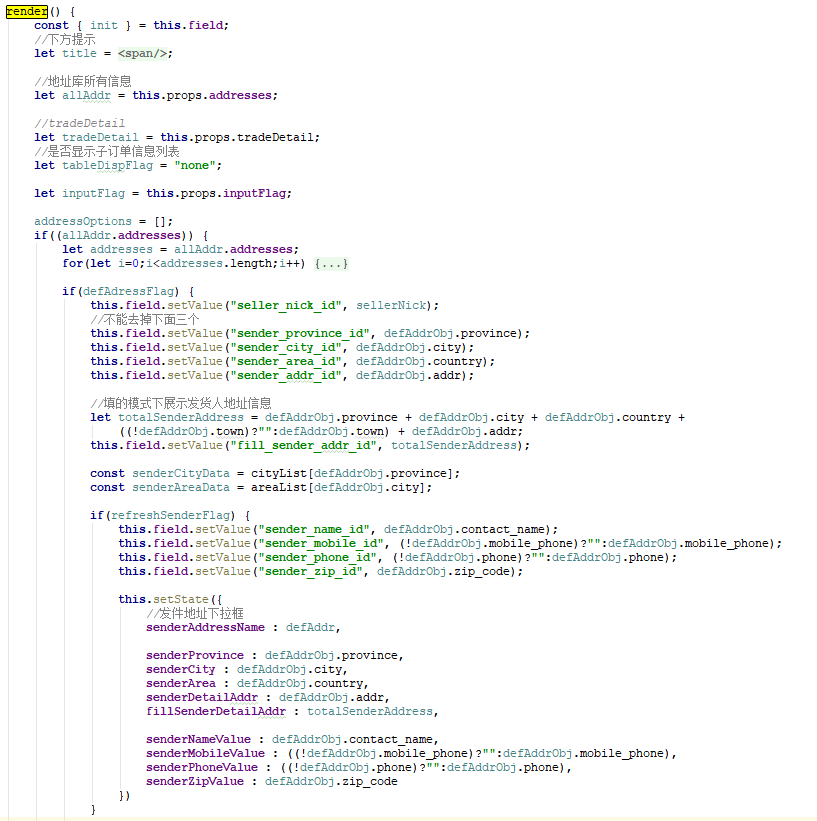 render() {
const { init } = this.field;
//下方提示
let title = <span/>;
//地址库所有信息
let allAddr = this.props.addresses;
//tradeDetail
let tradeDetail = this.props.tradeDetail;
//是否显示子订单信息列表
let tableDispFlag = "none";
let inputFlag = this.props.inputFlag;
addressOptions = [];
if((allAddr.addresses)) {
let addresses = allAddr.addresses;
for(let i=0;i<addresses.length;i++) {...}
if(defAdressFlag) {
this.field.setValue("seller_nick_id", sellerNick);
//不能去掉下面三个
this.field.setValue("sender_province_id", defAddrObj.province);
this.field.setValue("sender_city_id", defAddrObj.city);
this.field.setValue("sender_area_id", defAddrObj.country);
this.field.setValue("sender_addr_id", defAddrObj.addr);
//填的模式下展示发货人地址信息
let totalSenderAddress = defAddrObj.province + defAddrObj.city + defAddrObj.country +
((!defAddrObj.town)?"":defAddrObj.town) + defAddrObj.addr;
this.field.setValue("fill_sender_addr_id", totalSenderAddress);
const senderCityData = cityList[defAddrObj.province];
const senderAreaData = areaList[defAddrObj.city];
if(refreshSenderFlag) {
this.field.setValue("sender_name_id", defAddrObj.contact_name);
this.field.setValue("sender_mobile_id", (!defAddrObj.mobile_phone)?"":defAddrObj.mobile_phone);
this.field.setValue("sender_phone_id", (!defAddrObj.phone)?"":defAddrObj.phone);
this.field.setValue("sender_zip_id", defAddrObj.zip_code);
this.setState({
//发件地址下拉框
senderAddressName : defAddr,
senderProvince : defAddrObj.province,
senderCity : defAddrObj.city,
senderArea : defAddrObj.country,
senderDetailAddr : defAddrObj.addr,
fillSenderDetailAddr : totalSenderAddress,
senderNameValue : defAddrObj.contact_name,
senderMobileValue : ((!defAddrObj.mobile_phone)?"":defAddrObj.mobile_phone),
senderPhoneValue : ((!defAddrObj.phone)?"":defAddrObj.phone),
senderZipValue : defAddrObj.zip_code
})
}